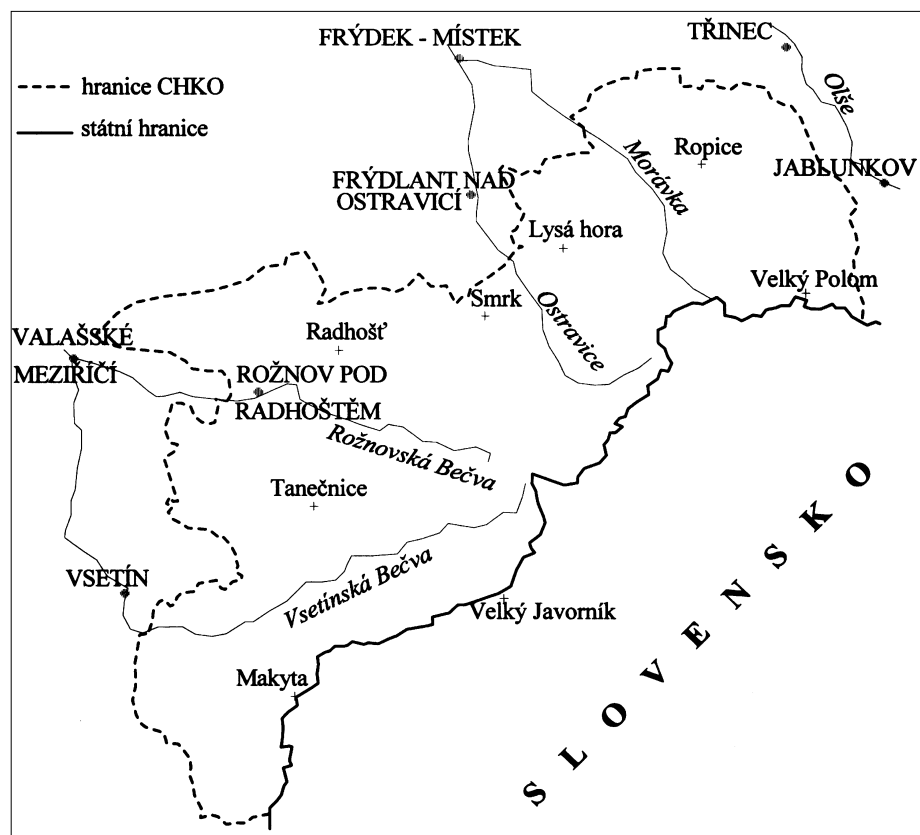 FRÝDEK - MÍSTEK
TŘINEC
hranice CHKO
státní hranice
Olše
Ropice
Morávka
JABLUNKOV
FRÝDLANT NAD
OSTRAVICÍ
Lysá hora
Velký Polom
Smrk
Ostravice
Radhošť
VALAŠSKÉ
MEZIŘÍČÍ
ROŽNOV POD
RADHOŠTĚM
Rožnovská Bečva
Tanečnice
VSETÍN
Vsetínská Bečva
Velký Javorník
Makyta
SLOVENSKO